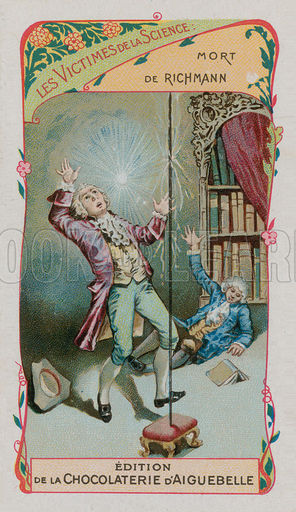 LES VICTIMES DE LA SCIENCE:
MORT
DE RICHMANN
ÉDITION
DE LA CHOCOLATERIE D'AIGUEBELLE